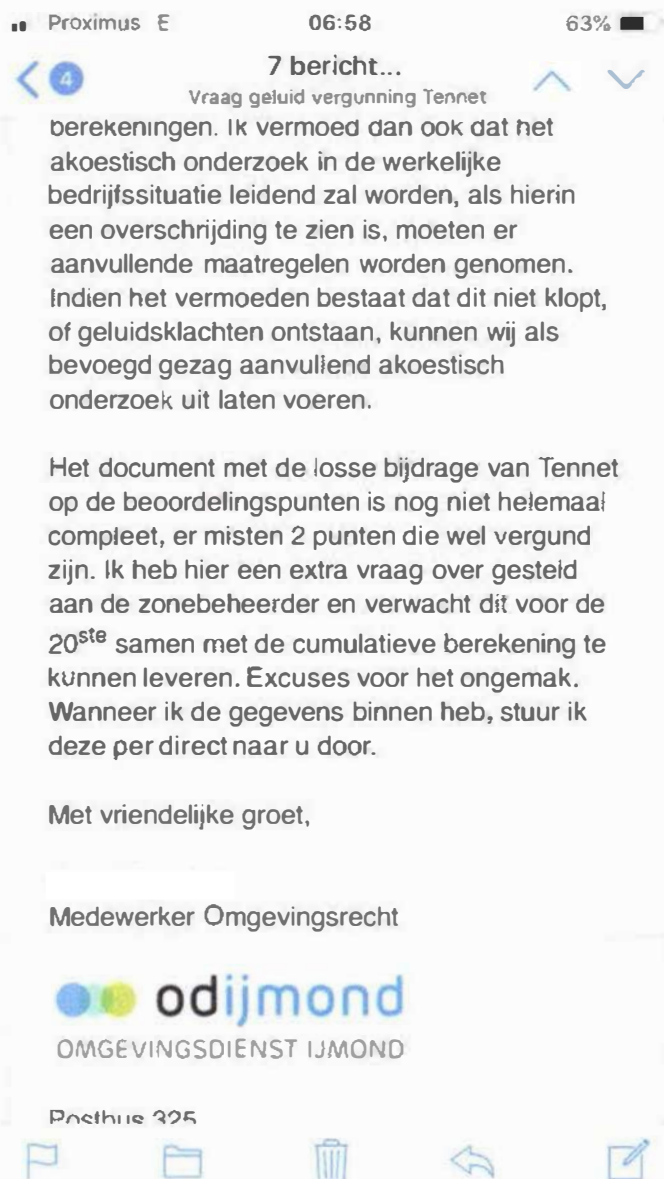 Proximus E 06:58 63%
4 7 bericht...
Vraag geluid vergunning Tennet
berekeningen. Ik vermoed dan ook dat het
akoestisch onderzoek in de werkelijke
bedrijfssituatie leidend zal worden, als hierin
een overschrijding te zien is, moeten er
aanvullende maatregelen worden genomen.
Indien het vermoeden bestaat dat dit niet klopt,
of geluidsklachten ontstaan, kunnen wij als
bevoegd gezag aanvullend akoestisch
onderzoek uit laten voeren.
Het document met de losse bijdrage van Tennet
op de beoordelingspunten is nog niet helemaal
compleet, er misten 2 punten die wel vergund
zijn. Ik heb hier een extra vraag over gesteld
aan de zonebeheerder en verwacht dit voor de
20ste samen met de cumulatieve berekening te
kunnen leveren. Excuses voor het ongemak.
Wanneer ik de gegevens binnen heb, stuur ik
deze per direct naar u door.
Met vriendelijke groet,
Medewerker Omgevingsrecht
odijmond
OMGEVINGSDIENST IJMOND
Postbus 325